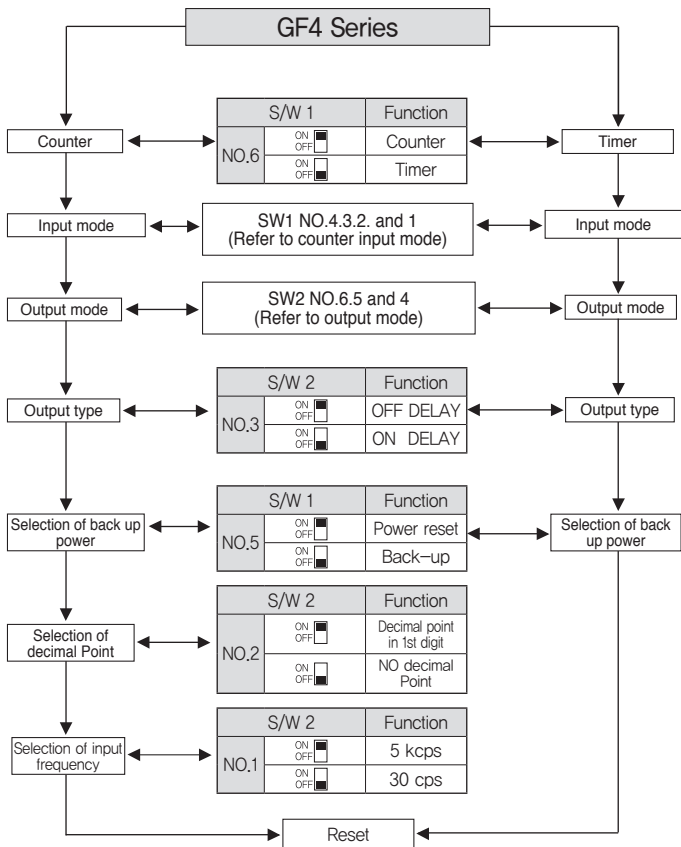 GF4 Series
S/W 1 Function
Counter
NO.6
ON
OFF
Counter
ON
OFF
Timer
Timer
Input mode
SW1 NO.4.3.2. and 1
(Refer to counter input mode)
Input mode
Output mode
SW2 NO.6.5 and 4
(Refer to output mode)
Output mode
S/W 2 Function
Output type
NO.3
ON
OFF
OFF DELAY
ON
OFF
ON DELAY
Output type
S/W 1 Function
Selection of back up
power
NO.5
ON
OFF
Power reset
ON
OFF
Back-up
Selection of back
up power
S/W 2 Function
Selection of
decimal Point
NO.2
ON
OFF
Decimal point
in 1st digit
ON
OFF
NO decimal
Point
S/W 2 Function
Selection of input
frequency
NO.1
ON
OFF
5 kcps
ON
OFF
30 cps
Reset